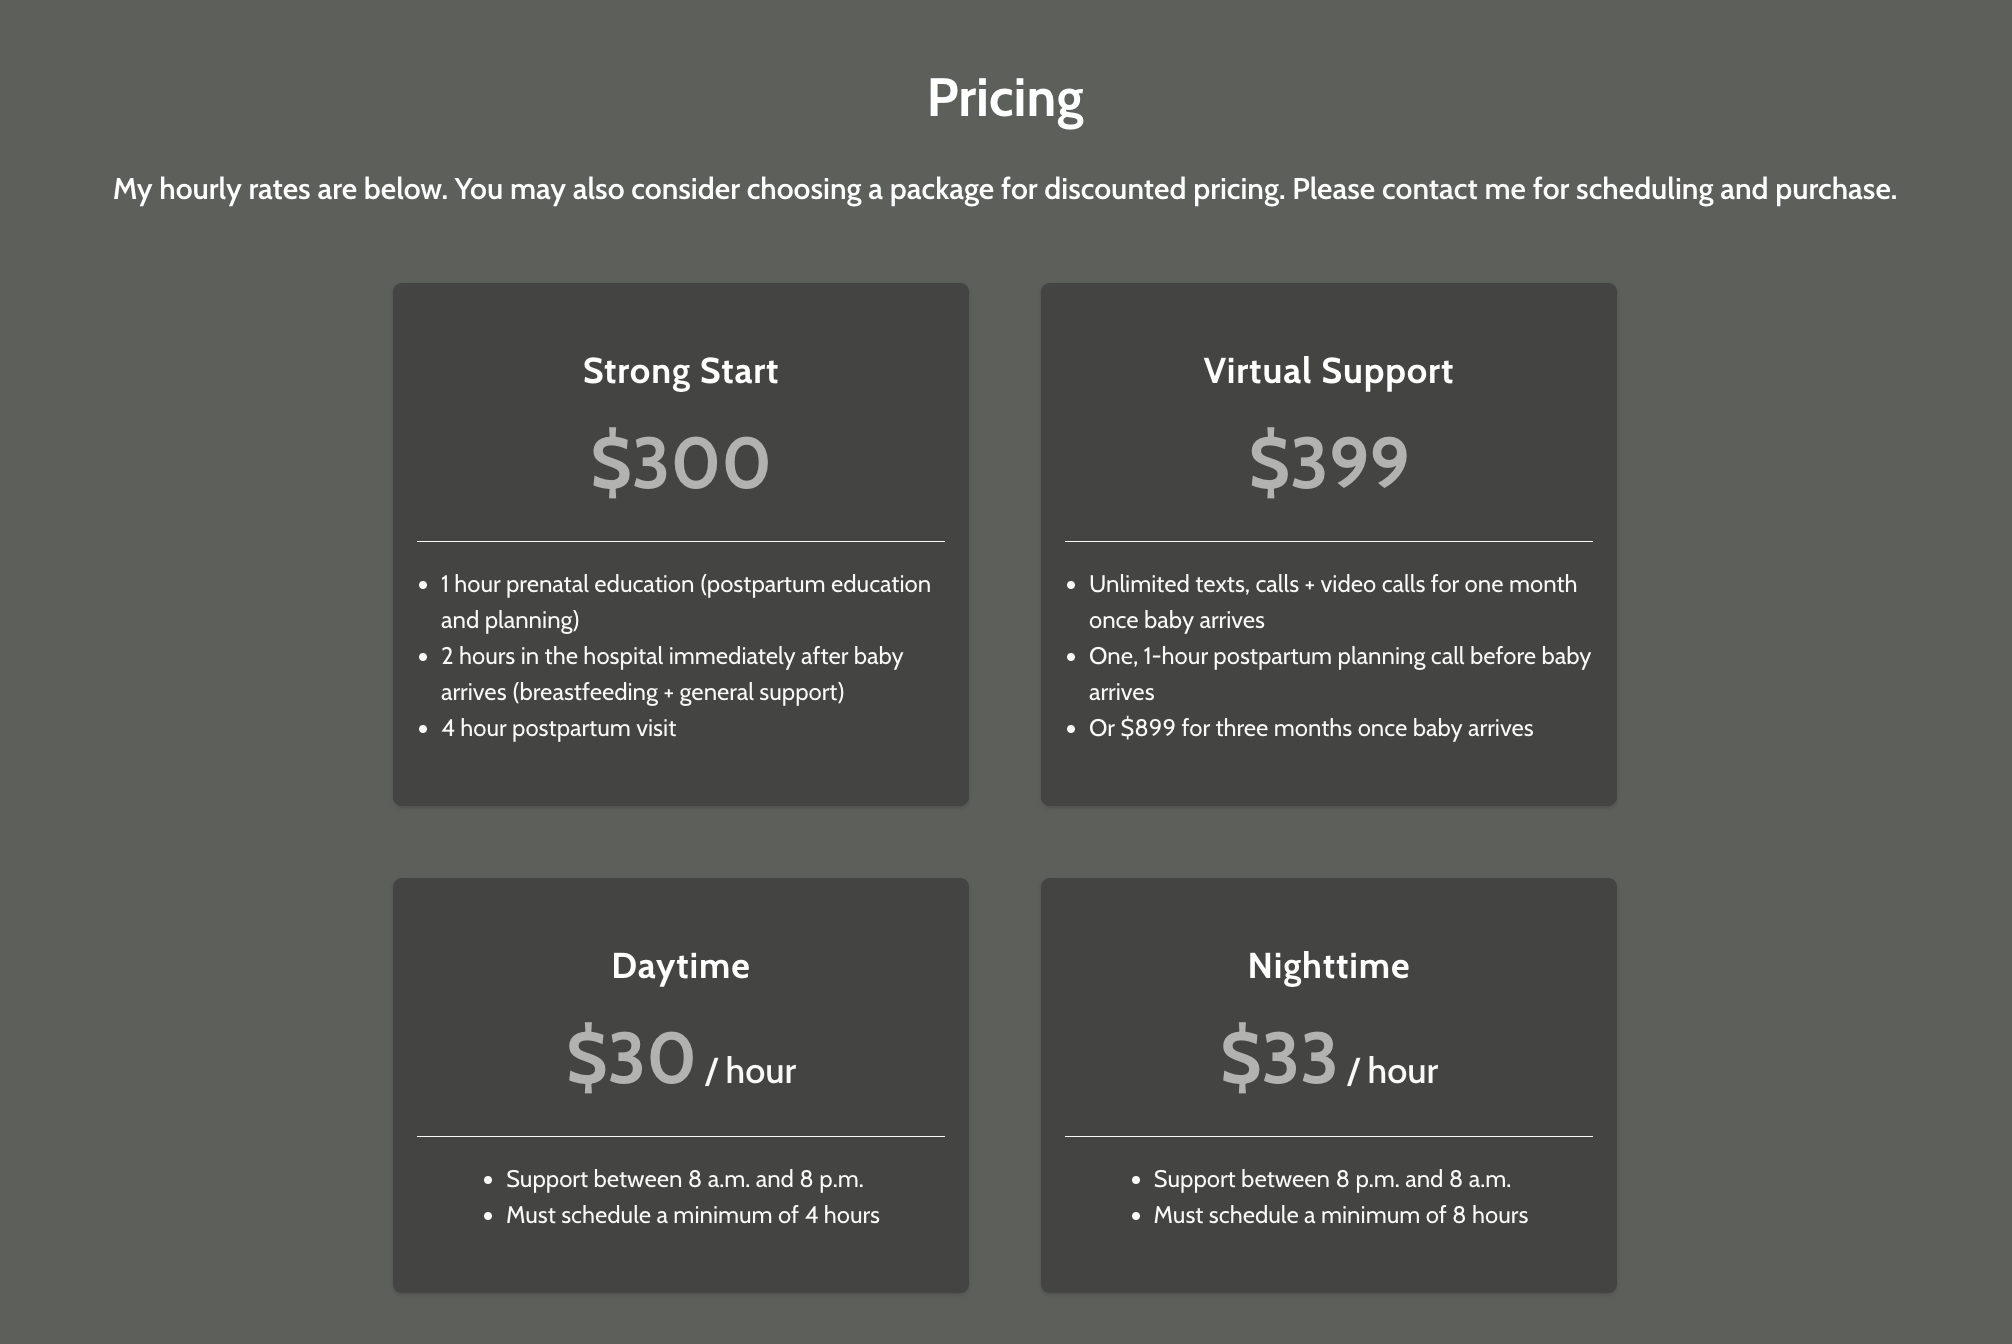 Pricing
My hourly rates are below. You may also consider choosing a package for discounted pricing. Please contact me for scheduling and purchase.
Strong Start
$300
• 1 hour prenatal education (postpartum education
and planning)
• 2 hours in the hospital immediately after baby
arrives (breastfeeding + general support)
• 4 hour postpartum visit
Virtual Support
$399
• Unlimited texts, calls + video calls for one month
once baby arrives
• One, 1-hour postpartum planning call before baby
arrives
• Or $899 for three months once baby arrives
Daytime
$30 / hour
• Support between 8 a.m. and 8 p.m.
• Must schedule a minimum of 4 hours
Nighttime
$33 / hour
• Support between 8 p.m. and 8 a.m.
• Must schedule a minimum of 8 hours